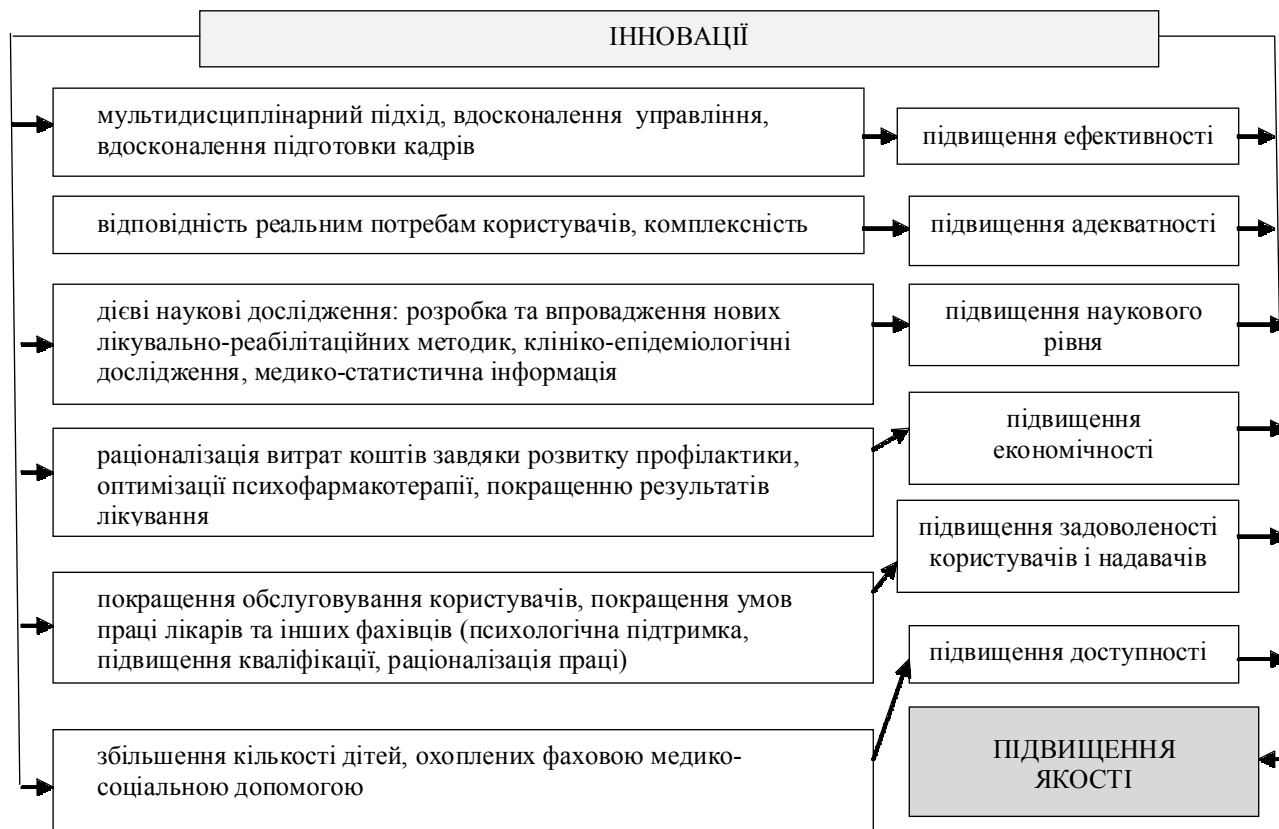 ІННОВАЦІЇ
мультидисциплінарний підхід, вдосконалення управління,
вдосконалення підготовки кадрів
підвищення ефективності
відповідність реальним потребам користувачів, комплексність
підвищення адекватності
дієві наукові дослідження: розробка та впровадження нових
лікувально-реабілітаційних методик, клініко-епідеміологічні
дослідження, медико-статистична інформація
підвищення наукового
рівня
раціоналізація витрат коштів завдяки розвитку профілактики,
оптимізації психофармакотерапії, покращенню результатів
лікування
підвищення
економічності
покращення обслуговування користувачів, покращення умов
праці лікарів та інших фахівців (психологічна підтримка,
підвищення кваліфікації, раціоналізація праці)
підвищення задоволеності
користувачів і надавачів
збільшення кількості дітей, охоплених фаховою медико-
соціальною допомогою
підвищення доступності
ПІДВИЩЕННЯ
ЯКОСТІ